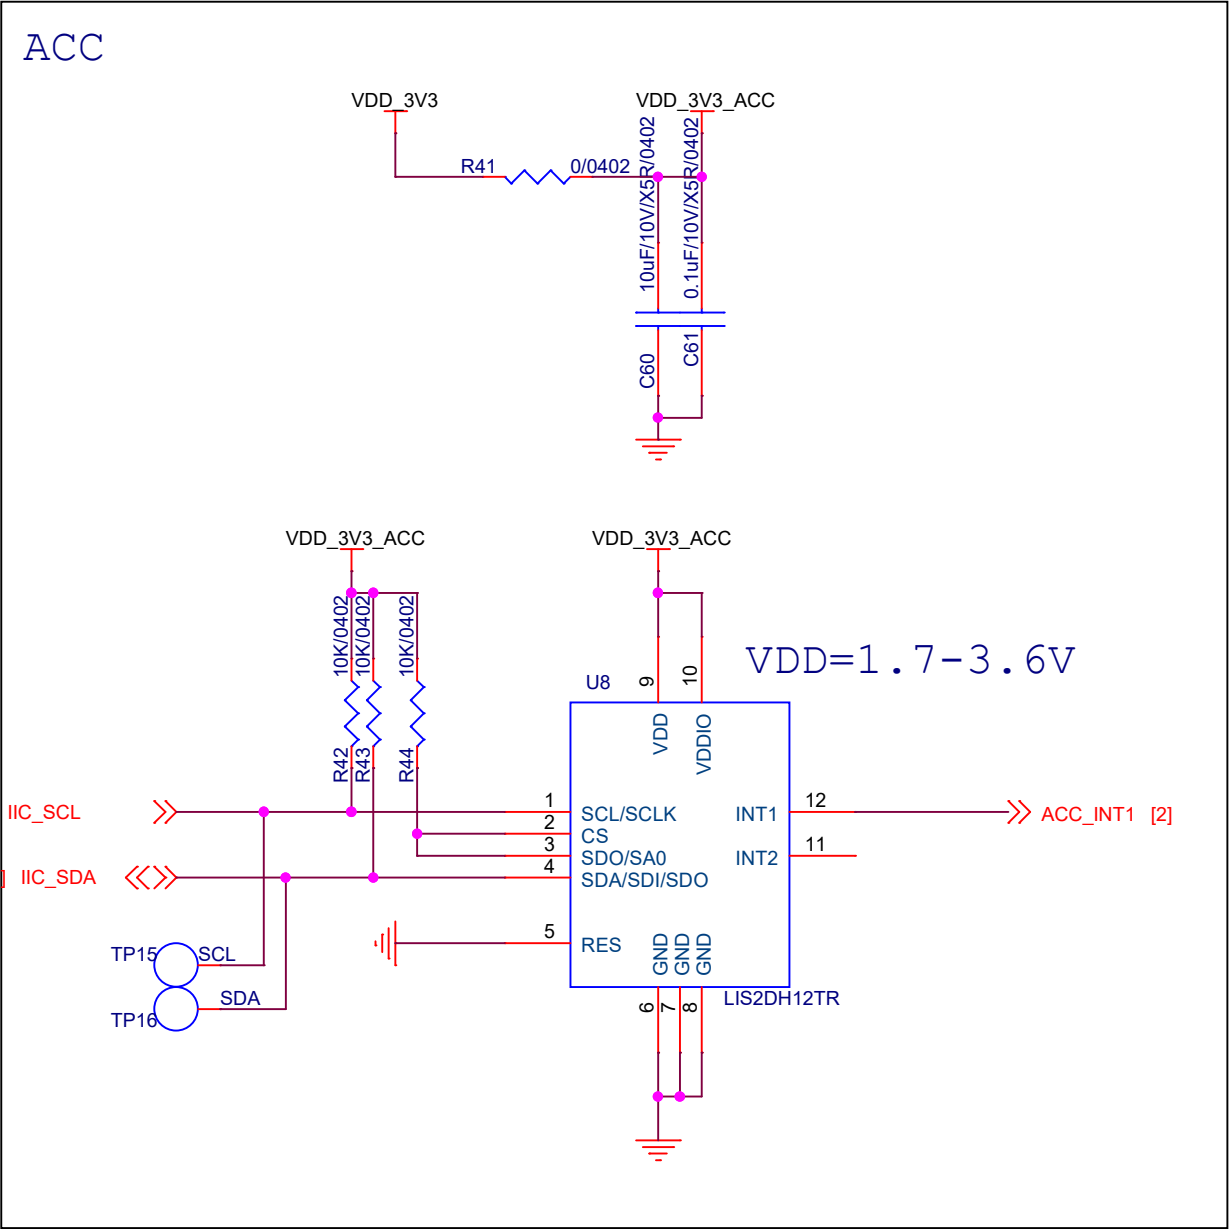 ACC
VDD_3V3
VDD_3V3_ACC
R41
0/0402
10uF/10V/X5R/0402
0.1uF/10V/X5R/0402
C60
C61
VDD_3V3_ACC
VDD_3V3_ACC
10K/0402
10K/0402
10K/0402
R42
R43
R44
VDD=1.7-3.6V
U8
9
10
VDD
VDDIO
IIC_SCL
1
SCL/SCLK
INT1
12
ACC_INT1 [2]
2
CS
3
SDO/SA0
INT2
11
] IIC_SDA
4
SDA/SDI/SDO
5
RES
GND
GND
GND
TP15
SCL
TP16
SDA
6
7
8
LIS2DH12TR